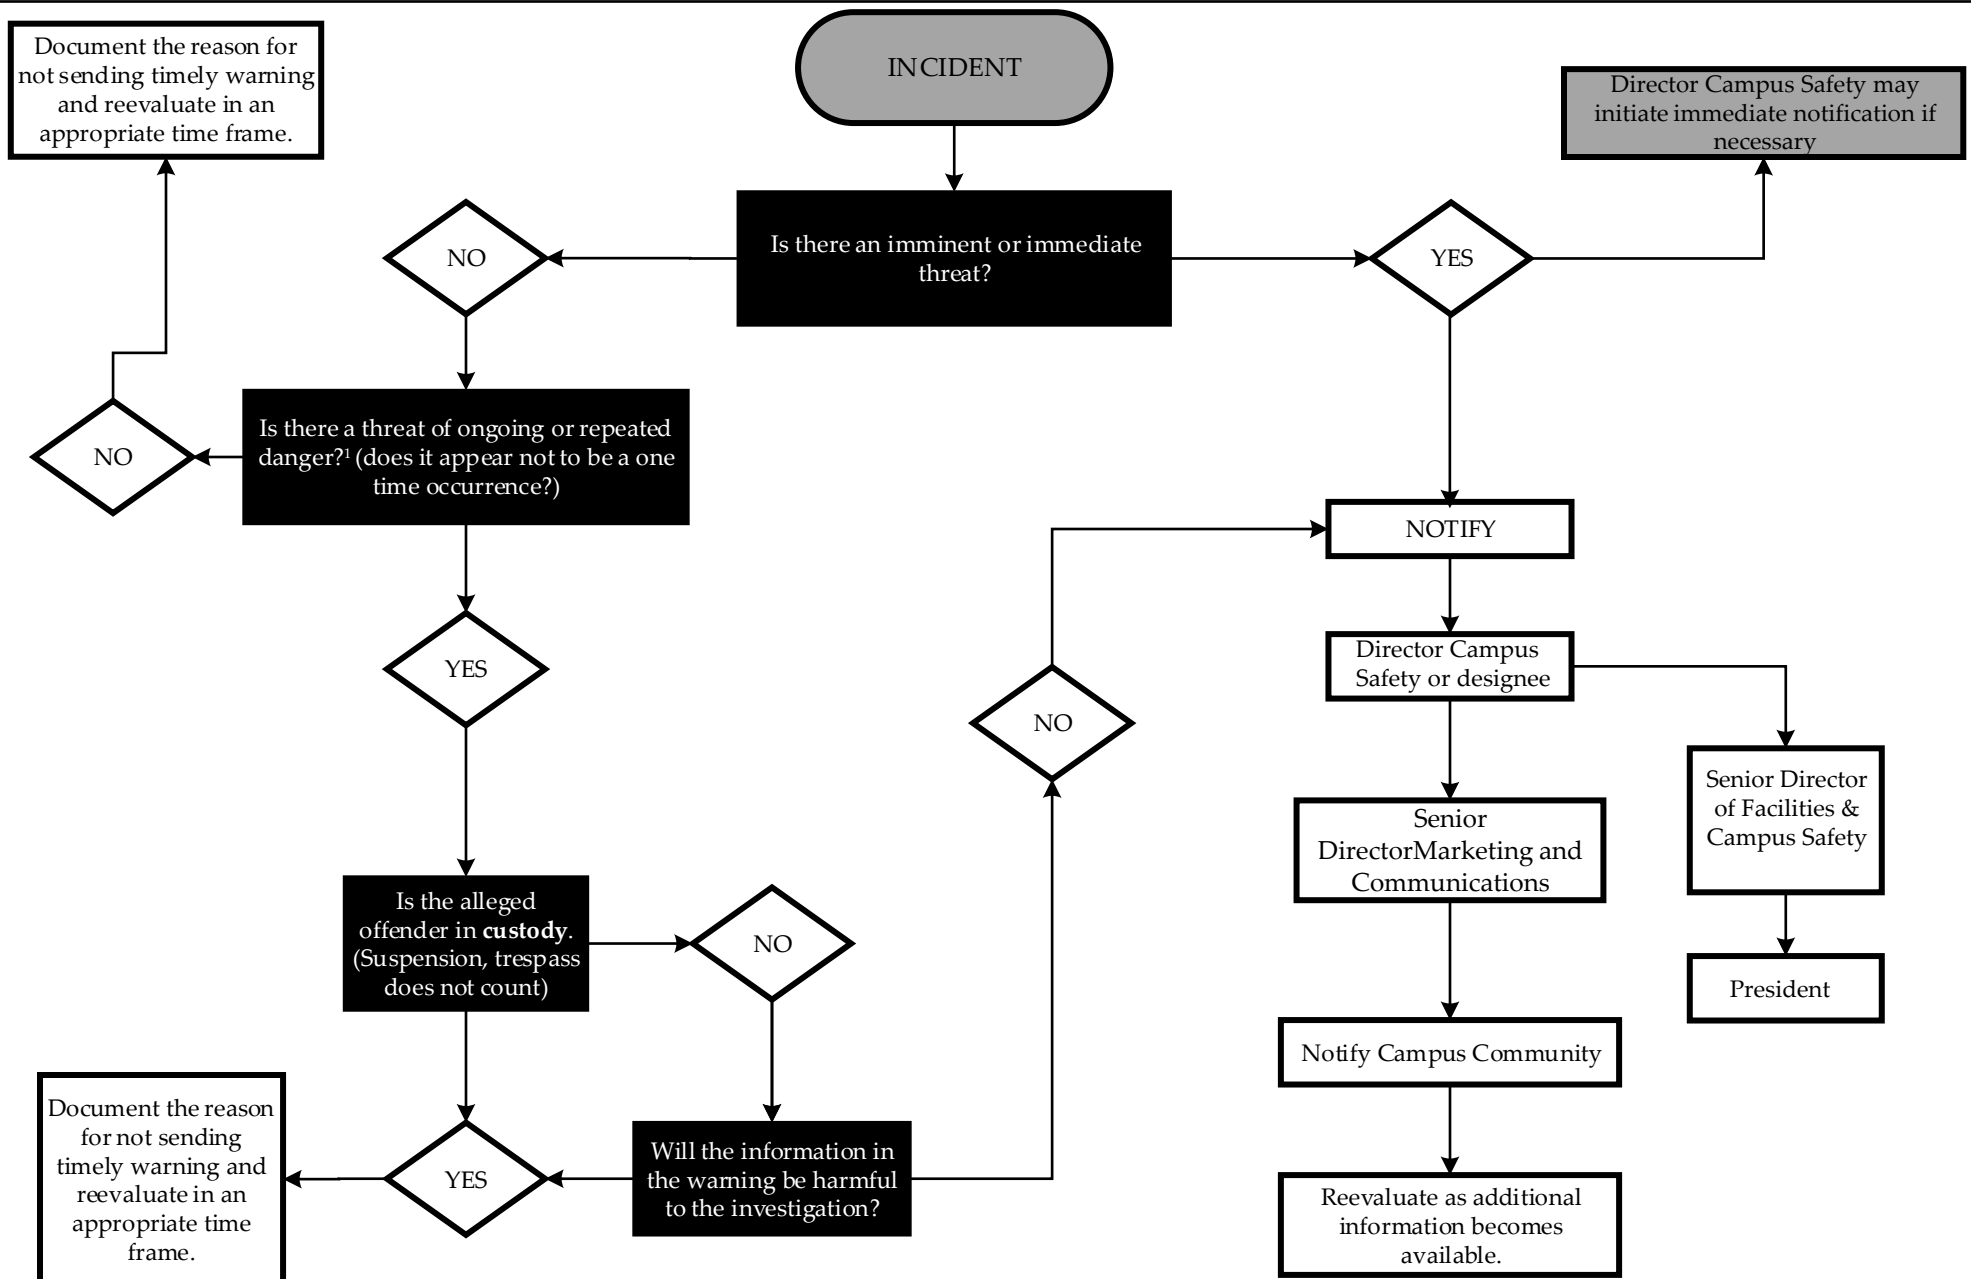 Document the reason for
not sending timely warning
and reevaluate in an
appropriate time frame.
INCIDENT
Director Campus Safety may
initiate immediate notification if
necessary
NO
Is there an imminent or immediate
threat?
YES
NO
Is there a threat of ongoing or repeated
danger?¹ (does it appear not to be a one
time occurrence?)
NOTIFY
YES
Director Campus
Safety or designee
NO
Senior Director
of Facilities &
Campus Safety
Senior
DirectorMarketing and
Communications
Is the alleged
offender in custody.
(Suspension, trespass
does not count)
NO
President
Notify Campus Community
Document the reason
for not sending
timely warning and
reevaluate in an
appropriate time
frame.
YES
Will the information in
the warning be harmful
to the investigation?
Reevaluate as additional
information becomes
available.